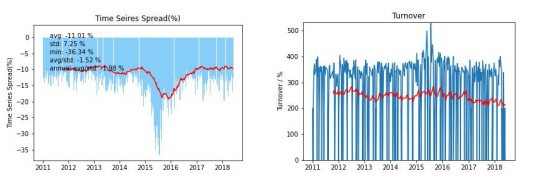 Time Seires Spread(%)
Time Series Spread(%)
0
−5
−10
−15
−20
−25
−30
−35
avg: -11.01 %
std: 7.25 %
min -36.34 %
avg/std: -1.52 %
2011 2012 2013 2014 2015 2016 2017 2018
Turnover
Turnover / %
500
400
300
200
100
0
2011 2012 2013 2014 2015 2016 2017 2018